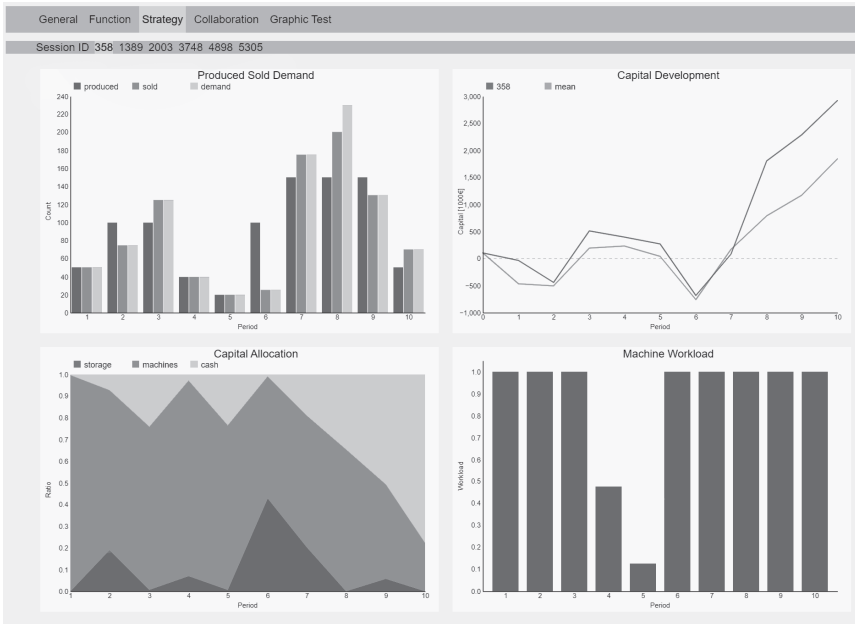 General Function Strategy Collaboration Graphic Test
Session ID 358 1389 2003 3748 4898 5305
Produced Sold Demand
produced sold demand
240
220
200
180
160
140
120
100
80
60
40
20
0
Count
1 2 3 4 5 6 7 8 9 10
Period
Capital Development
358 mean
3,000
2,500
2,000
1,500
1,000
500
0
−500
−1,000
Capital [1000€]
0 1 2 3 4 5 6 7 8 9 10
Period
Capital Allocation
storage machines cash
1.0
0.9
0.8
0.7
0.6
0.5
0.4
0.3
0.2
0.1
0.0
Ratio
1 2 3 4 5 6 7 8 9 10
Period
Machine Workload
1.0
0.9
0.8
0.7
0.6
0.5
0.4
0.3
0.2
0.1
0.0
Workload
1 2 3 4 5 6 7 8 9 10
Period